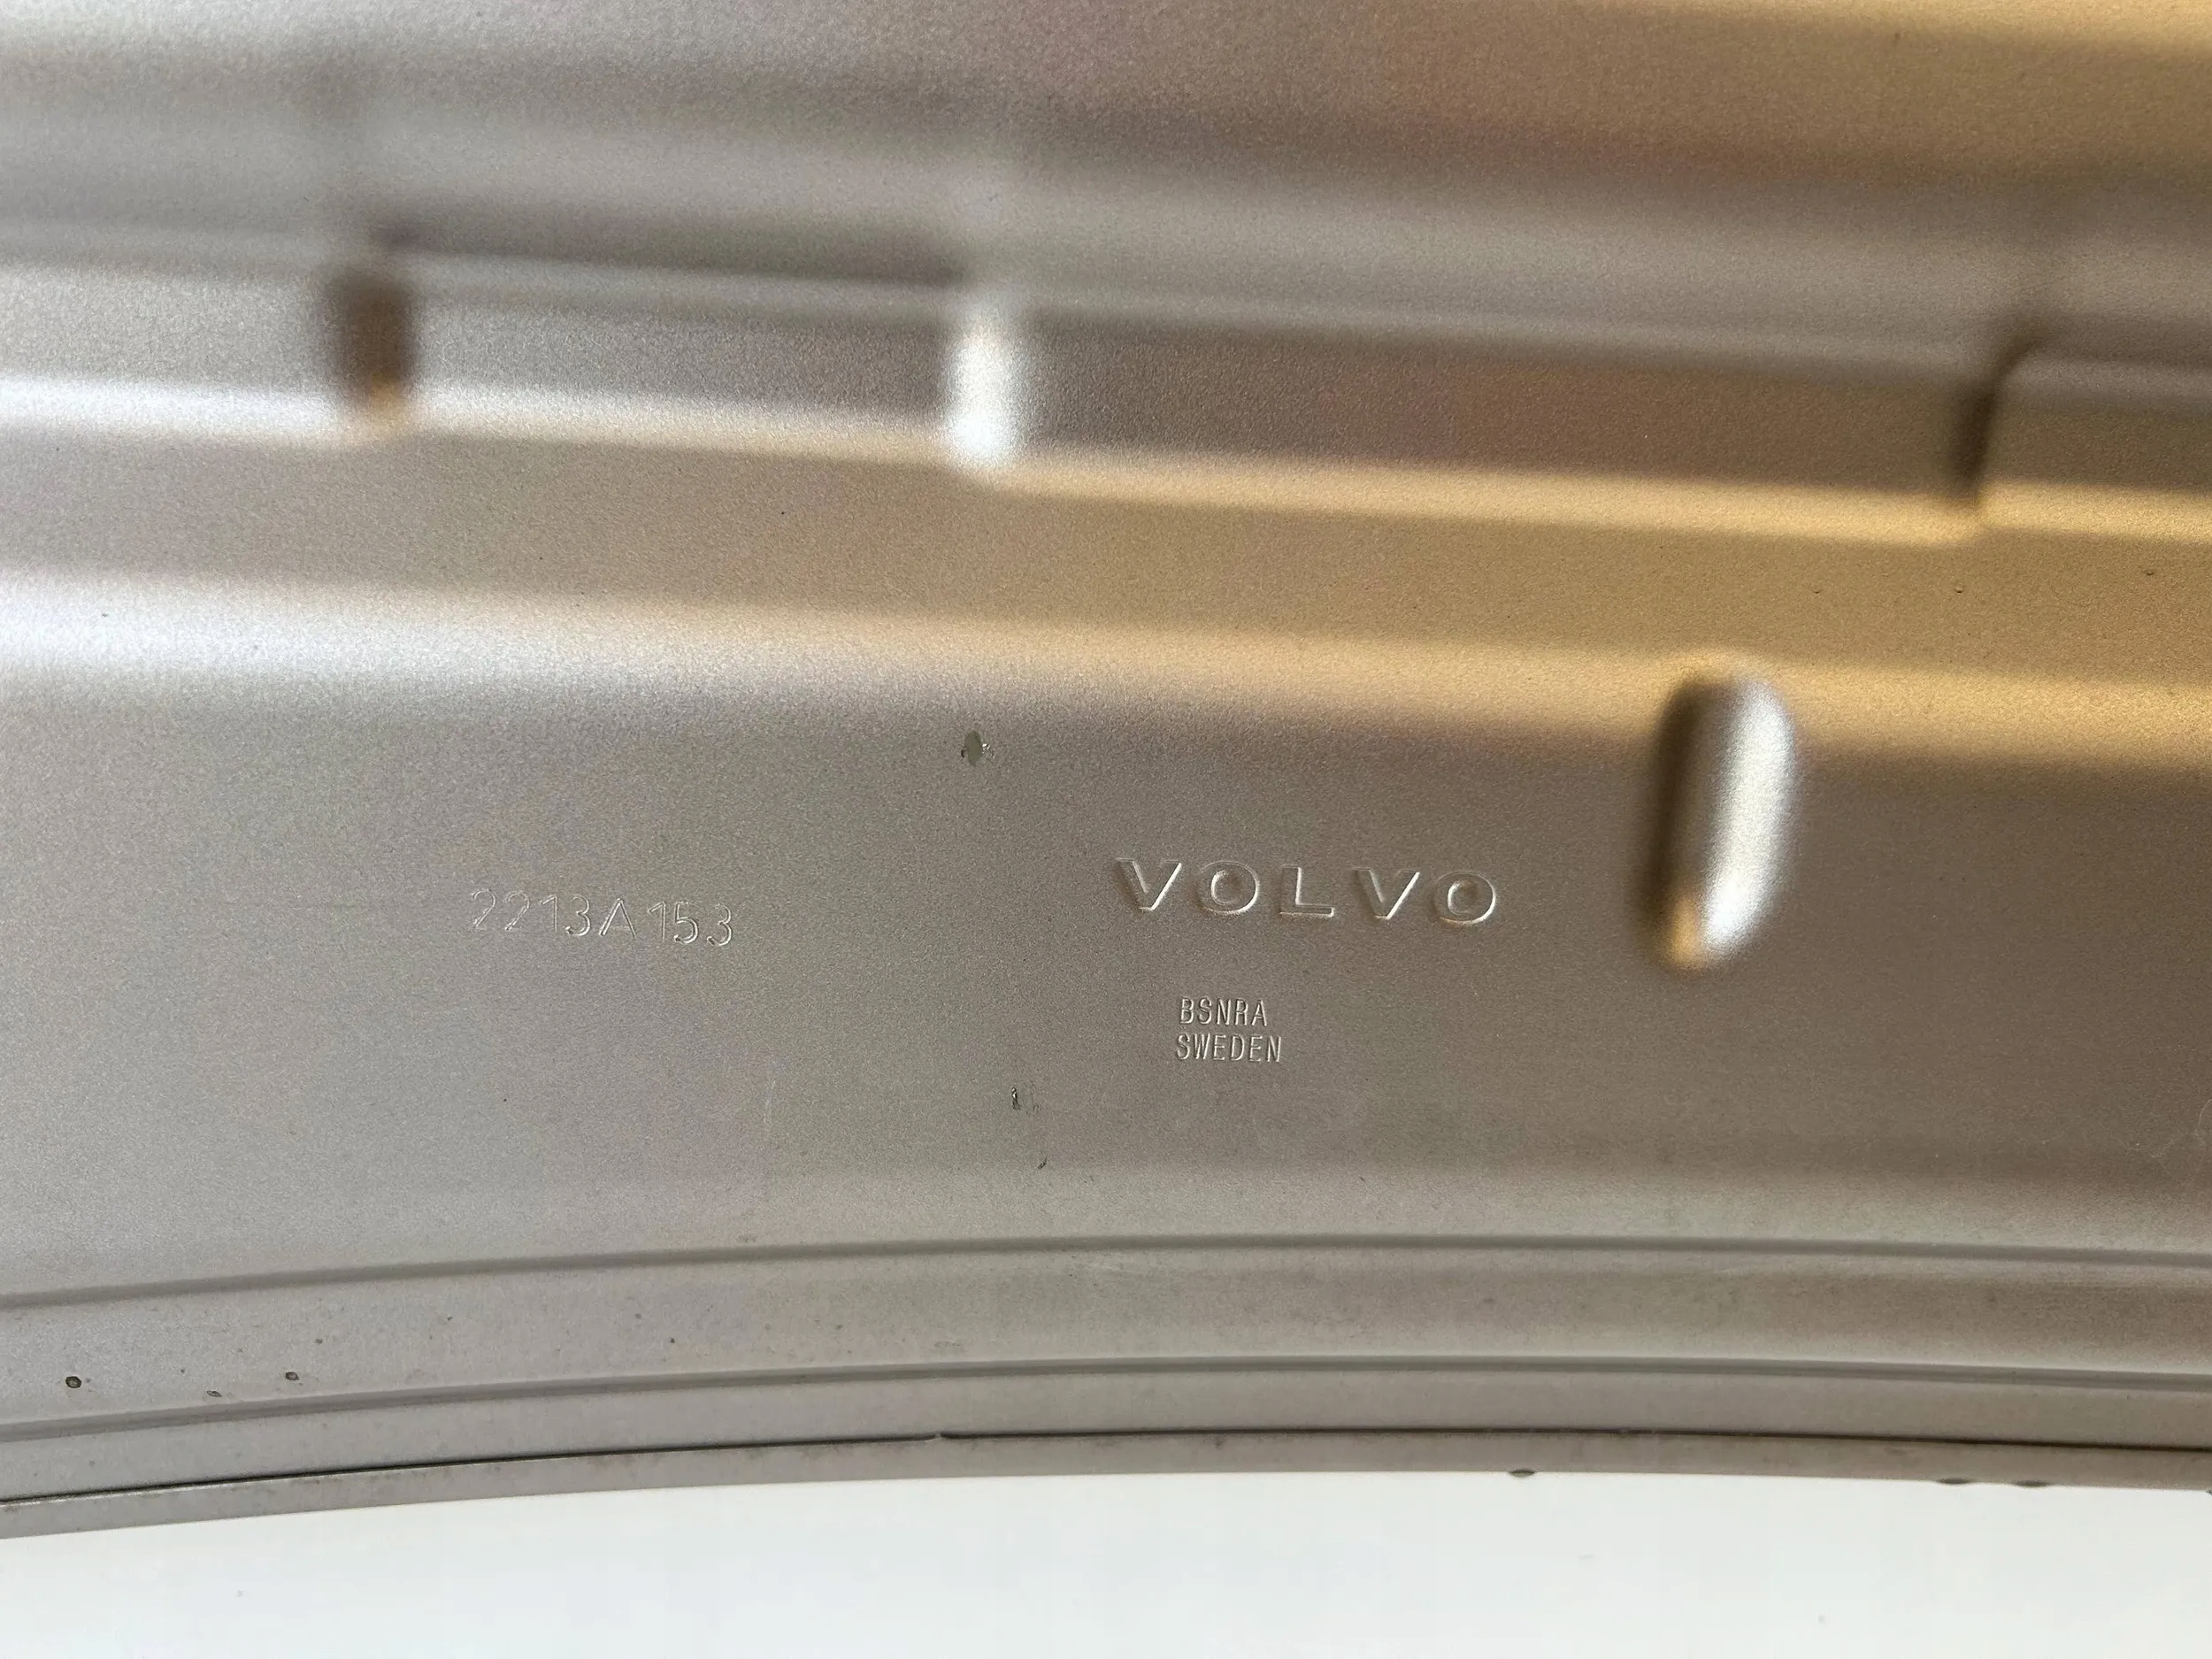 2213A153
VOLVO
BSNRA
SWEDEN